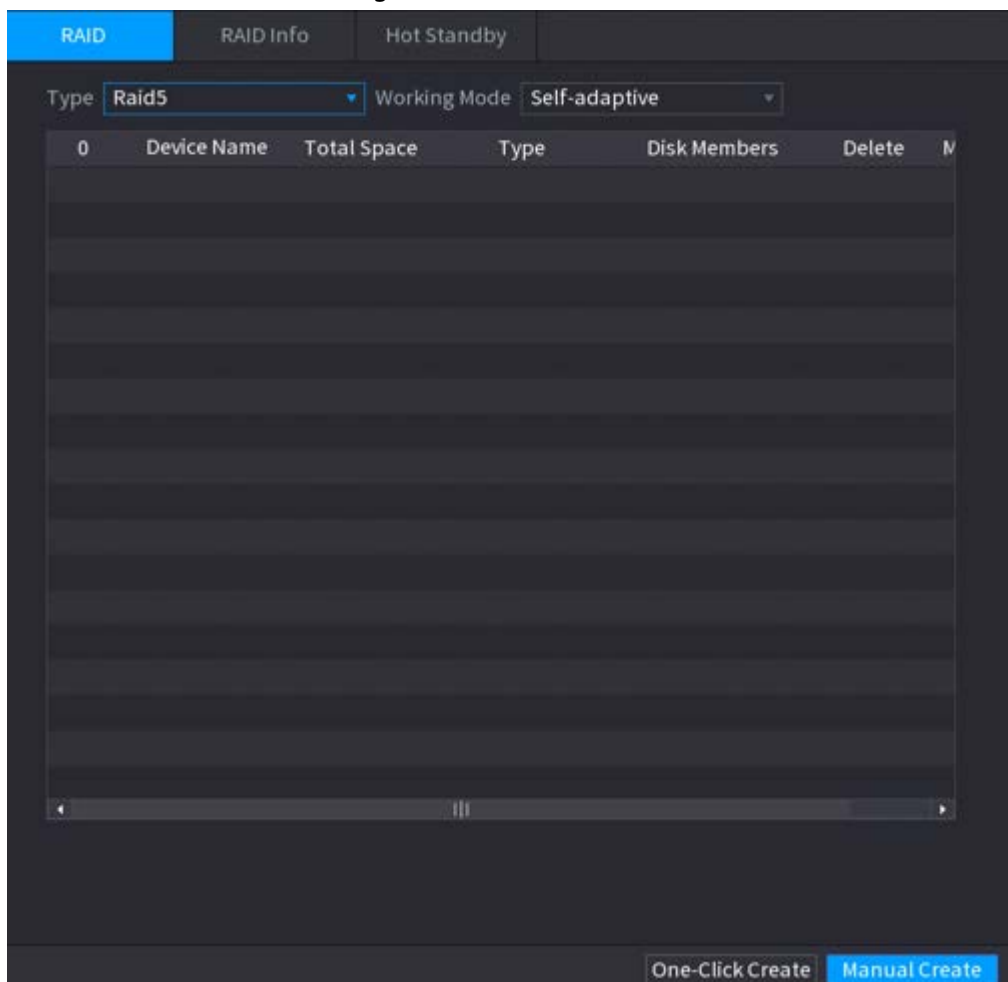 RAID RAID Info Hot Standby
Type Raid5 Working Mode Self-adaptive
0 Device Name Total Space Type Disk Members Delete M
One-Click Create Manual Create